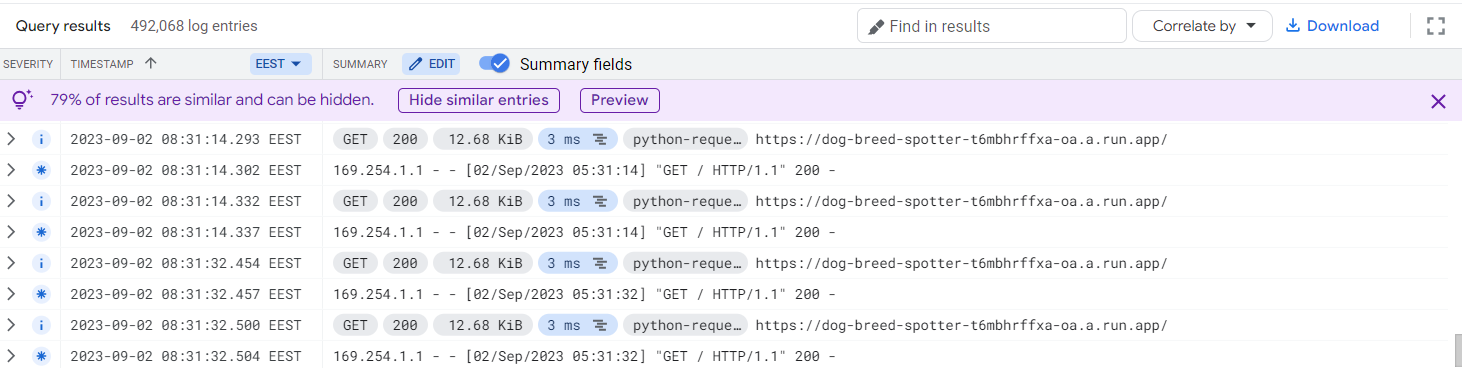 Query results 492,068 log entries Find in results Correlate by Download
SEVERITY TIMESTAMP EEST SUMMARY EDIT Summary fields
79% of results are similar and can be hidden. Hide similar entries Preview
2023-09-02 08:31:14.293 EEST GET 200 12.68 KiB 3 ms python-reque… https://dog-breed-spotter-t6mbhrffxa-oa.a.run.app/
2023-09-02 08:31:14.302 EEST 169.254.1.1 - - [02/Sep/2023 05:31:14] "GET / HTTP/1.1" 200 -
2023-09-02 08:31:14.332 EEST GET 200 12.68 KiB 3 ms python-reque… https://dog-breed-spotter-t6mbhrffxa-oa.a.run.app/
2023-09-02 08:31:14.337 EEST 169.254.1.1 - - [02/Sep/2023 05:31:14] "GET / HTTP/1.1" 200 -
2023-09-02 08:31:32.454 EEST GET 200 12.68 KiB 3 ms python-reque… https://dog-breed-spotter-t6mbhrffxa-oa.a.run.app/
2023-09-02 08:31:32.457 EEST 169.254.1.1 - - [02/Sep/2023 05:31:32] "GET / HTTP/1.1" 200 -
2023-09-02 08:31:32.500 EEST GET 200 12.68 KiB 3 ms python-reque… https://dog-breed-spotter-t6mbhrffxa-oa.a.run.app/
2023-09-02 08:31:32.504 EEST 169.254.1.1 - - [02/Sep/2023 05:31:32] "GET / HTTP/1.1" 200 -